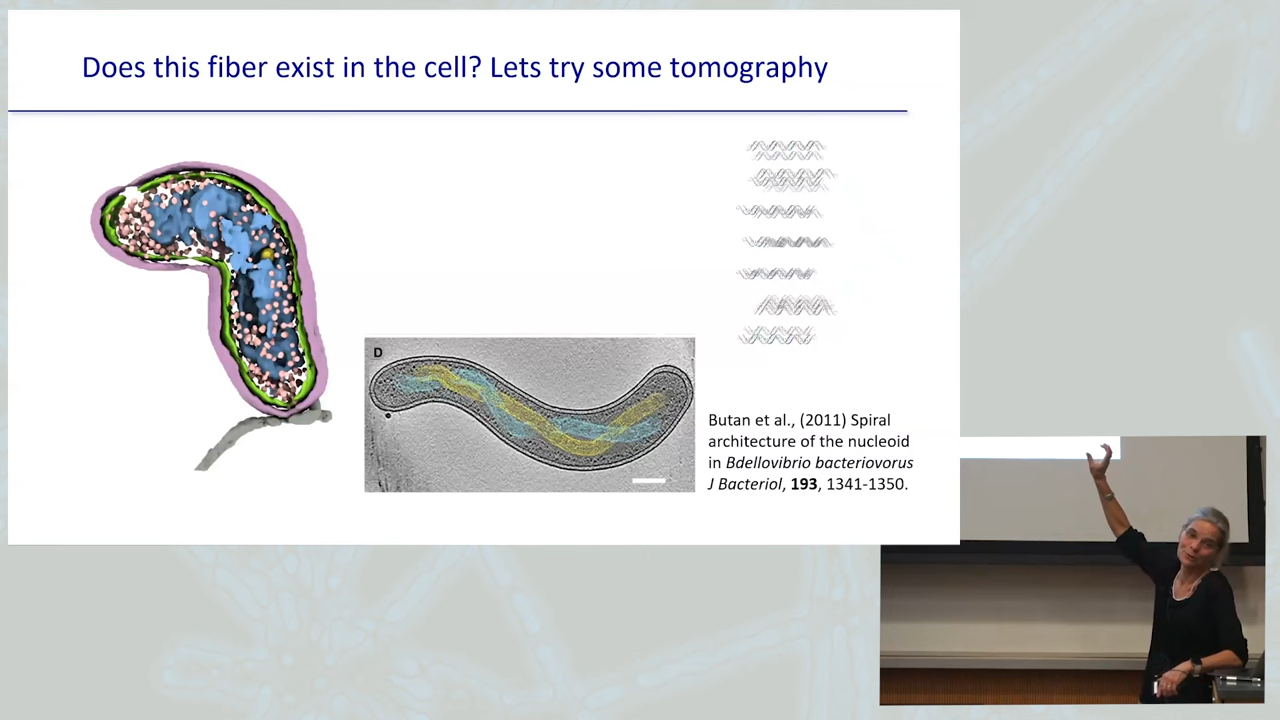 Does this fiber exist in the cell? Lets try some tomography
D
Butan et al., (2011) Spiral
architecture of the nucleoid
in Bdellovibrio bacteriovorus
J Bacteriol, 193, 1341-1350.